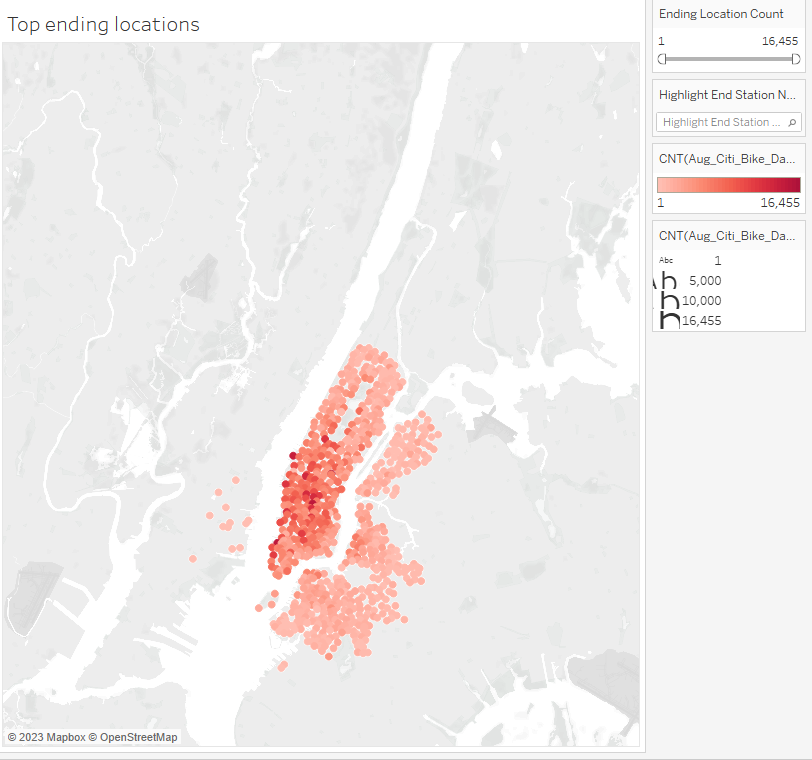 Top ending locations
© 2023 Mapbox © OpenStreetMap
Ending Location Count
1 16,455
Highlight End Station N...
Highlight End Station ...
CNT(Aug_Citi_Bike_Da...
1 16,455
CNT(Aug_Citi_Bike_Da...
Abc 1
b 5,000
b 10,000
16,455